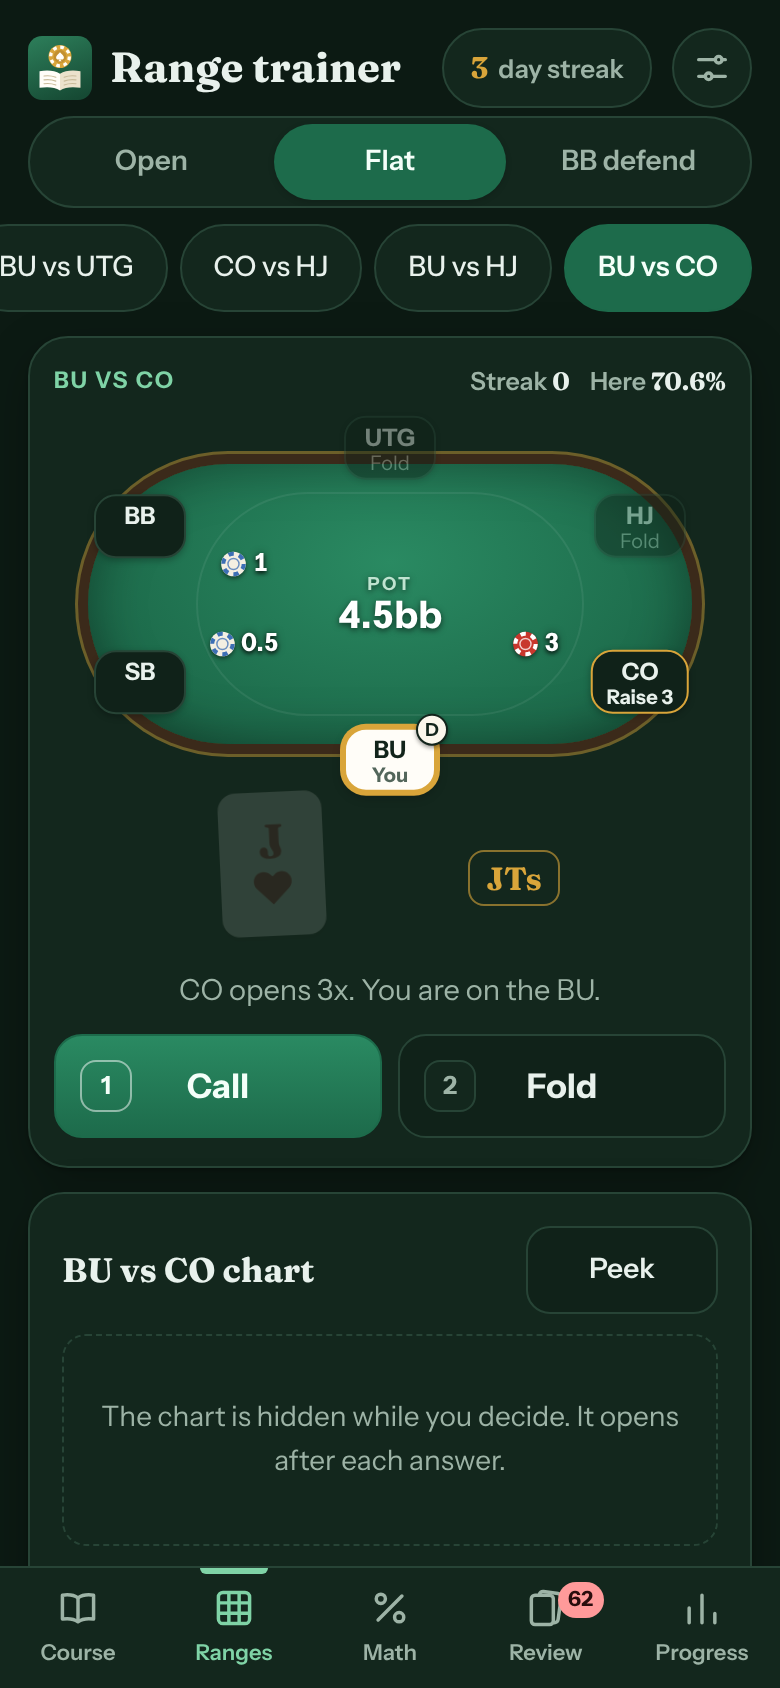 Range trainer
3 day streak
Open
Flat
BB defend
BU vs UTG
CO vs HJ
BU vs HJ
BU vs CO
BU VS CO
Streak 0
Here 70.6%
UTG
Fold
BB
HJ
Fold
1
POT
4.5bb
0.5
3
SB
CO
Raise 3
D
BU
You
J
JTs
CO opens 3x. You are on the BU.
1
Call
2
Fold
BU vs CO chart
Peek
The chart is hidden while you decide. It opens
after each answer.
62
Course
Ranges
Math
Review
Progress